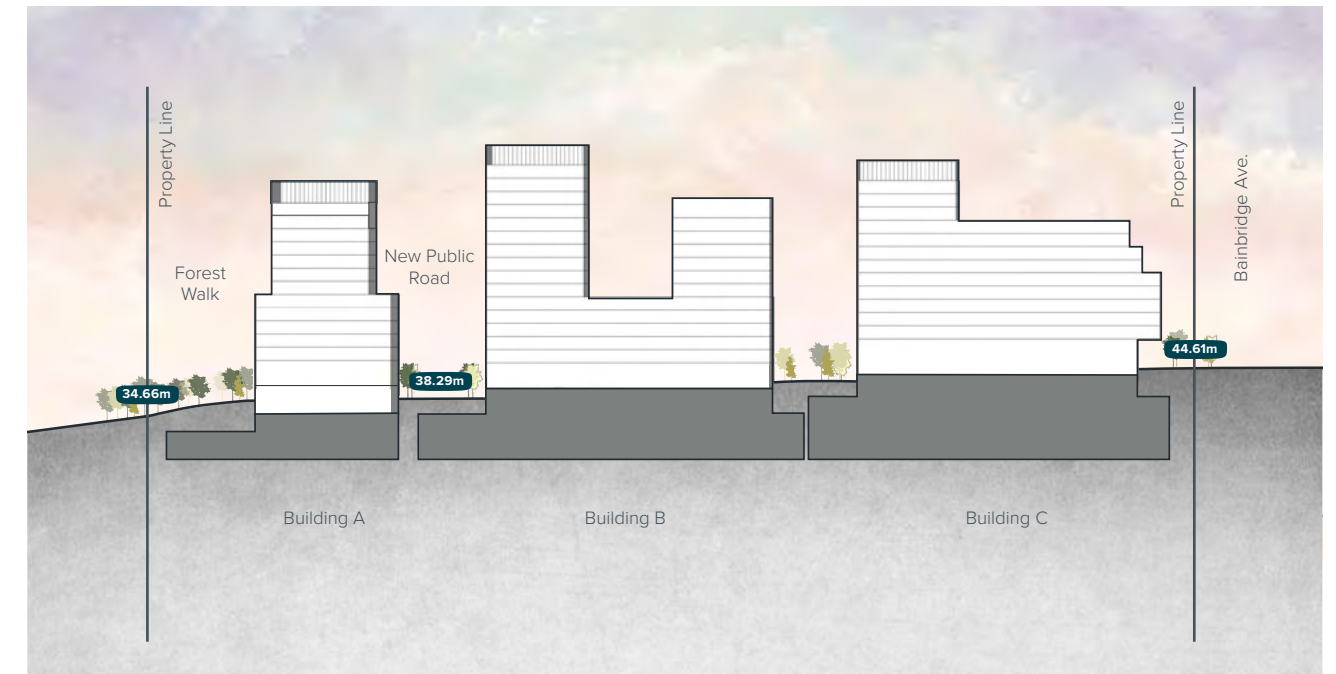 Property Line
Property Line
Bainbridge Ave.
Forest
Walk
New Public
Road
34.66m
38.29m
44.61m
Building A
Building B
Building C